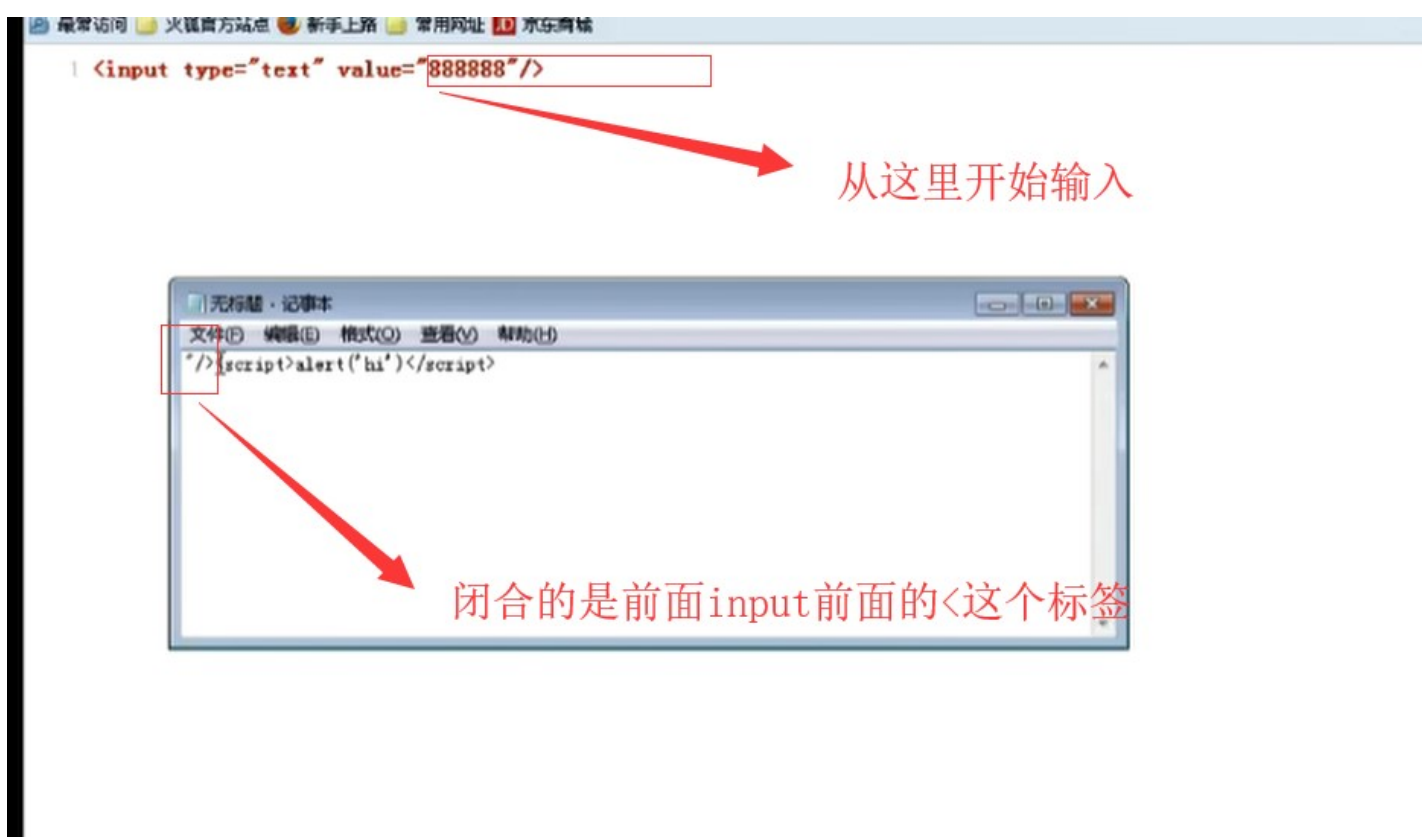 最常访问 火狐官方站点 新手上路 常用网址 JD 京东商城
1 <input type="text" value="888888"/>
从这里开始输入
无标题 - 记事本
文件(F) 编辑(E) 格式(O) 查看(V) 帮助(H)
"/><script>alert('hi')</script>
闭合的是前面input前面的<这个标签